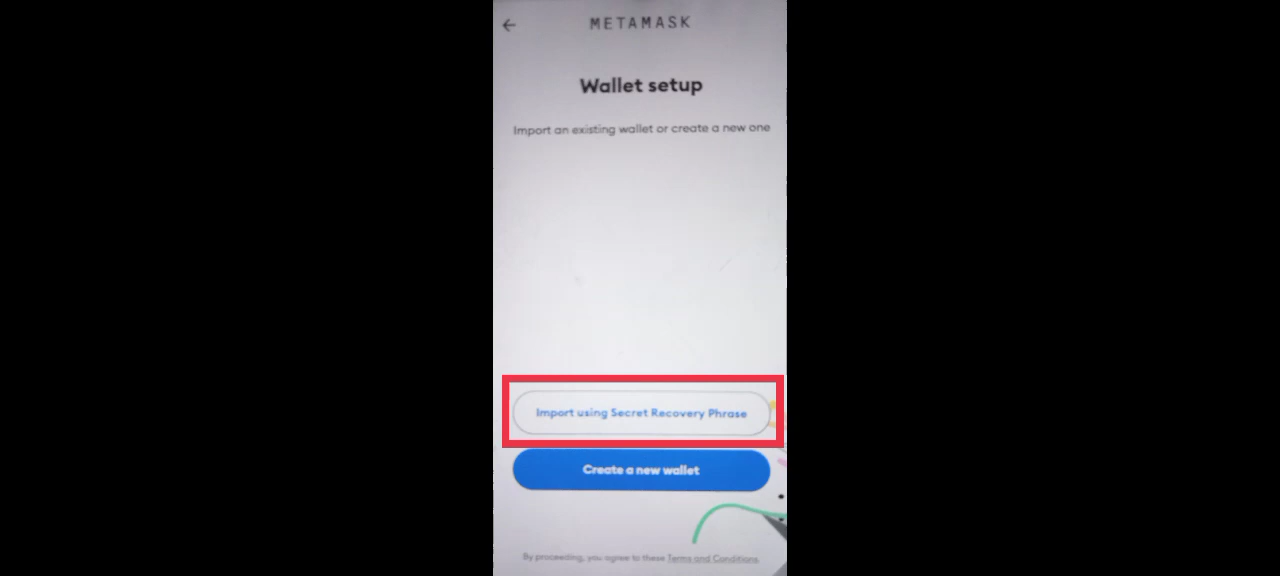 METAMASK
Wallet setup
Import an existing wallet or create a new one
Import using Secret Recovery Phrase
Create a new wallet
By proceeding, you agree to these Terms and Conditions.